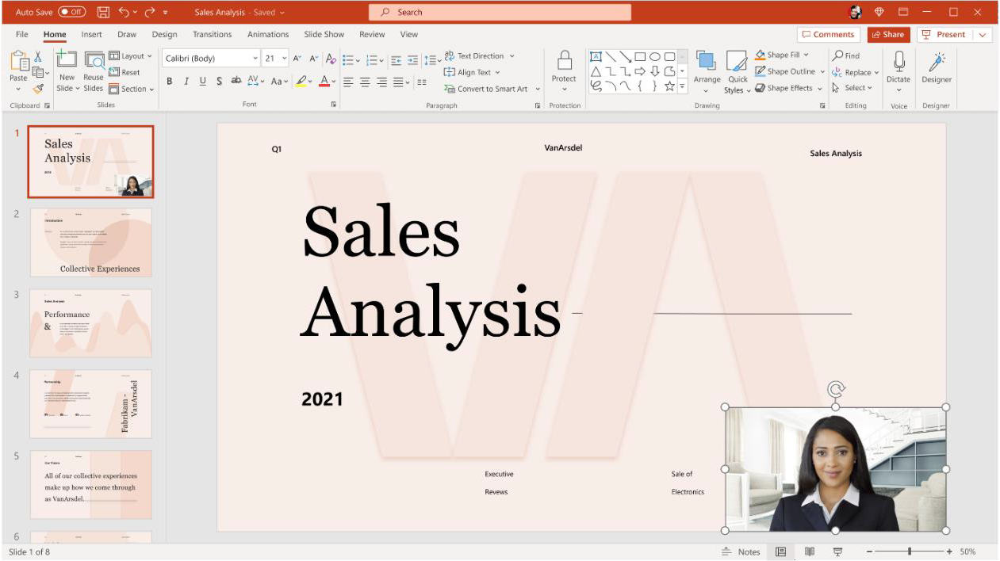 Auto Save Off Sales Analysis - Saved Search
File Home Insert Draw Design Transitions Animations Slide Show Review View Comments Share Present
Paste New Slide Reuse Slides Layout Reset Section Calibri (Body) 21 Text Direction Align Text Convert to Smart Art Protect Arrange Quick Styles Shape Fill Shape Outline Shape Effects Find Replace Select Dictate Designer
Clipboard Slides Font Paragraph Protection Drawing Editing Voice Designer
1
Sales
Analysis
2
Introduction
Collective Experiences
3
Sales Analysis
Performance
&
4
Partnership
Fabrikam -
VanArsdel
5
Our Vision
All of our collective experiences
make up how we come through
as VanArsdel.
6
Q1 VanArsdel Sales Analysis
Sales
Analysis
2021
Executive
Revews
Sale of
Electronics
Slide 1 of 8 Notes 50%